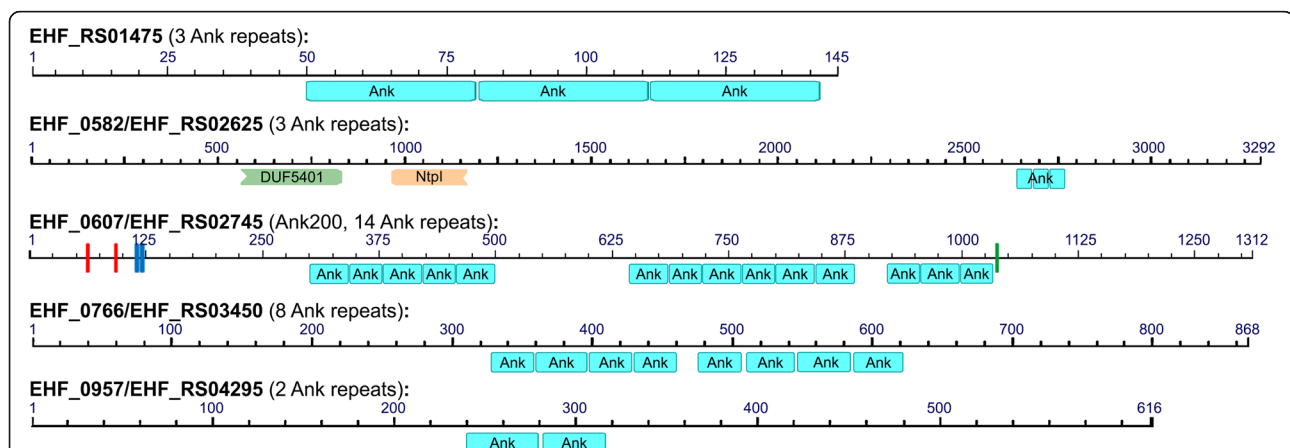 EHF_RS01475 (3 Ank repeats):
1 25 50 75 100 125 145
Ank Ank Ank
EHF_0582/EHF_RS02625 (3 Ank repeats):
1 500 1000 1500 2000 2500 3000 3292
DUF5401 NtpI Ank
EHF_0607/EHF_RS02745 (Ank200, 14 Ank repeats):
1 125 250 375 500 625 750 875 1000 1125 1250 1312
Ank Ank Ank Ank Ank Ank Ank Ank Ank Ank Ank Ank Ank Ank
EHF_0766/EHF_RS03450 (8 Ank repeats):
1 100 200 300 400 500 600 700 800 868
Ank Ank Ank Ank Ank Ank Ank Ank
EHF_0957/EHF_RS04295 (2 Ank repeats):
1 100 200 300 400 500 616
Ank Ank